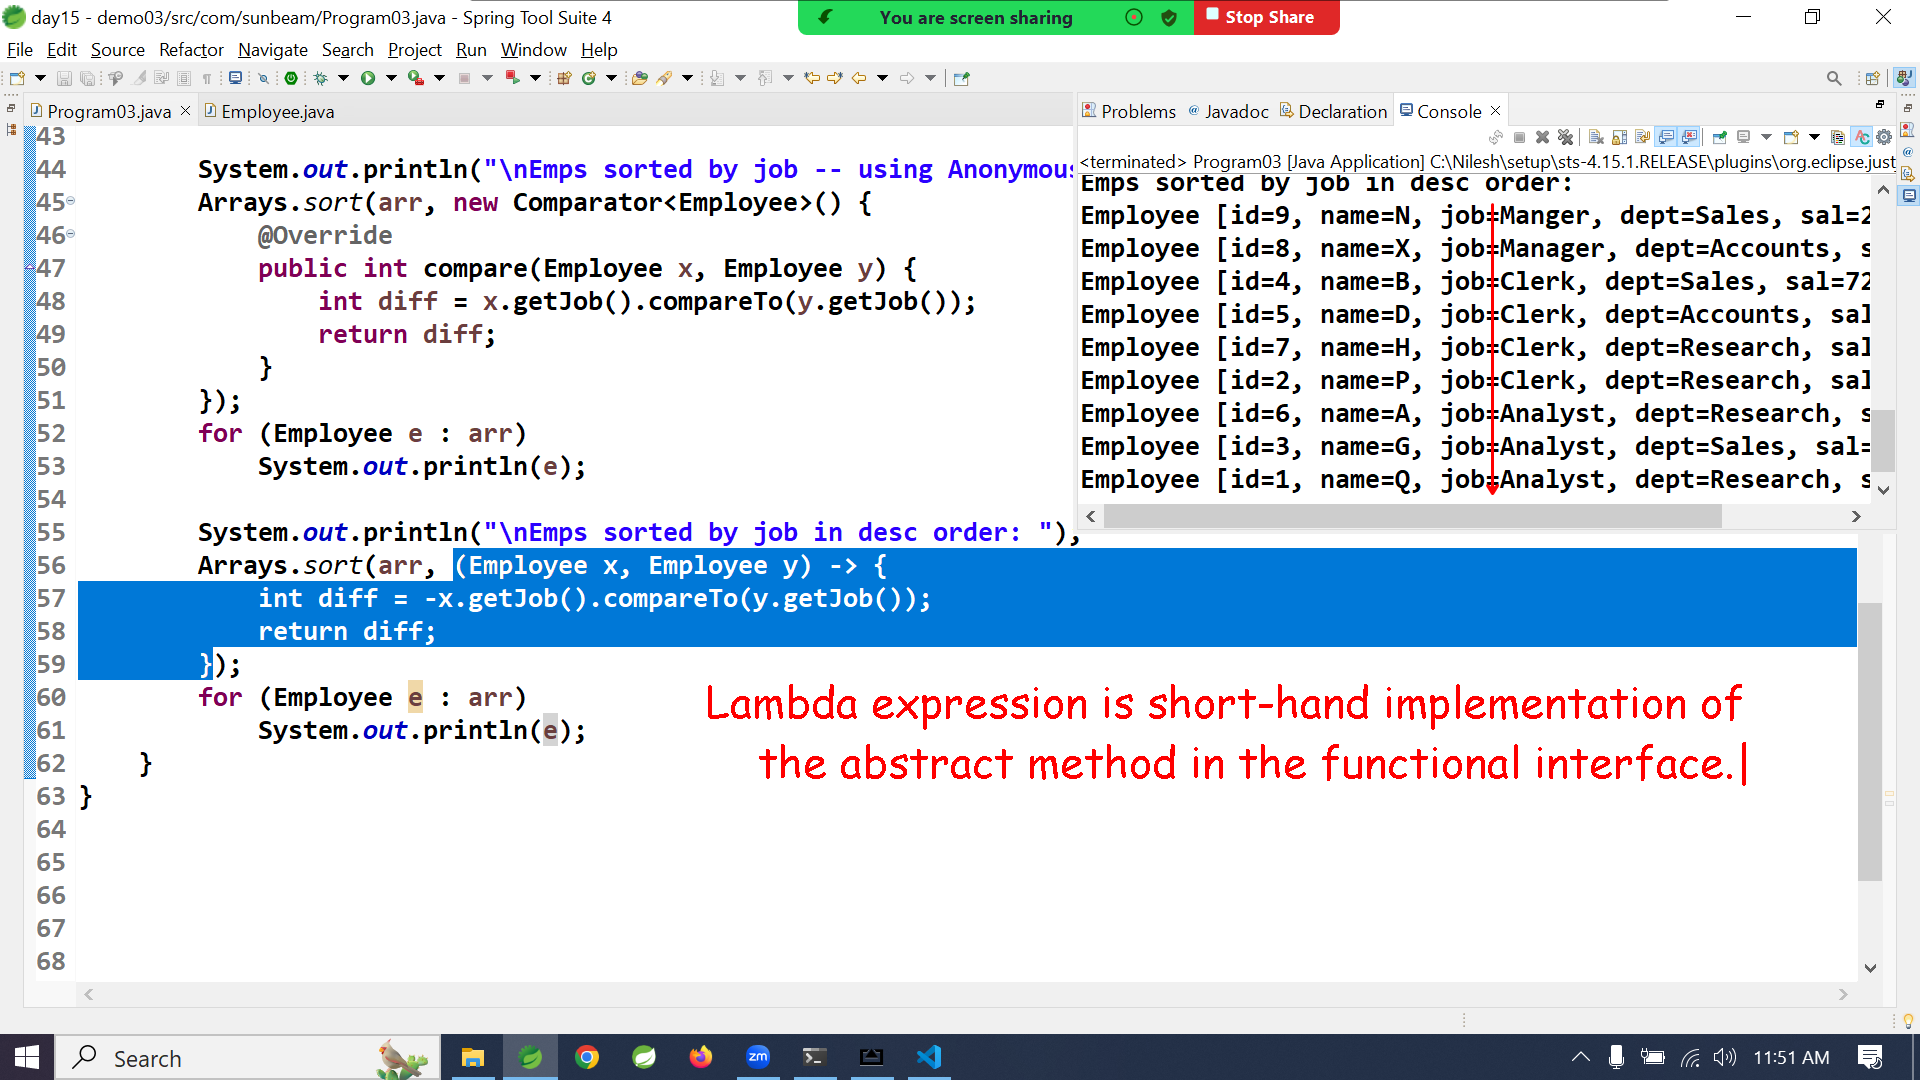 day15 - demo03/src/com/sunbeam/Program03.java - Spring Tool Suite 4
You are screen sharing
Stop Share
File Edit Source Refactor Navigate Search Project Run Window Help
Program03.java
Employee.java
Problems @ Javadoc Declaration Console
<terminated> Program03 [Java Application] C:\Nilesh\setup\sts-4.15.1.RELEASE\plugins\org.eclipse.just
43
44 System.out.println("\nEmps sorted by job -- using Anonymous
45 Arrays.sort(arr, new Comparator<Employee>() {
46 @Override
47 public int compare(Employee x, Employee y) {
48 int diff = x.getJob().compareTo(y.getJob());
49 return diff;
50 }
51 });
52 for (Employee e : arr)
53 System.out.println(e);
54
55 System.out.println("\nEmps sorted by job in desc order: ");
56 Arrays.sort(arr, (Employee x, Employee y) -> {
57 int diff = -x.getJob().compareTo(y.getJob());
58 return diff;
59 });
60 for (Employee e : arr)
61 System.out.println(e);
62 }
63 }
64
65
66
67
68
Emps sorted by job in desc order:
Employee [id=9, name=N, job=Manger, dept=Sales, sal=2
Employee [id=8, name=X, job=Manager, dept=Accounts, s
Employee [id=4, name=B, job=Clerk, dept=Sales, sal=72
Employee [id=5, name=D, job=Clerk, dept=Accounts, sal
Employee [id=7, name=H, job=Clerk, dept=Research, sal
Employee [id=2, name=P, job=Clerk, dept=Research, sal
Employee [id=6, name=A, job=Analyst, dept=Research, s
Employee [id=3, name=G, job=Analyst, dept=Sales, sal=
Employee [id=1, name=Q, job=Analyst, dept=Research, s
Lambda expression is short-hand implementation of
the abstract method in the functional interface.
Search
zm
11:51 AM